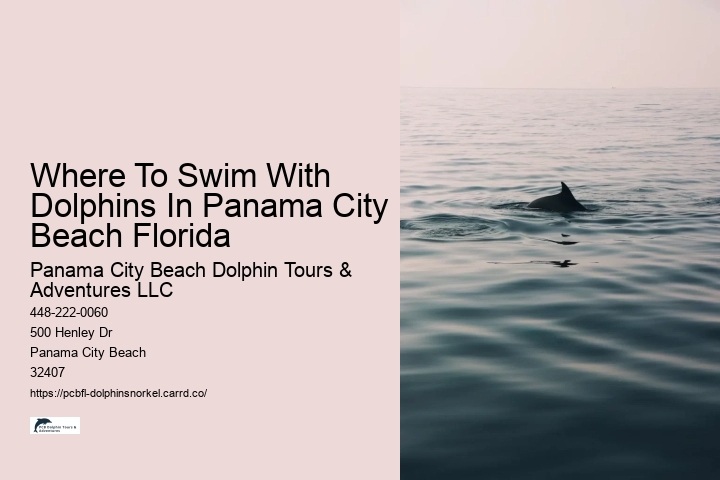 Where To Swim With
Dolphins In Panama City
Beach Florida
Panama City Beach Dolphin Tours &
Adventures LLC
448-222-0060
500 Henley Dr
Panama City Beach
32407
https://pcbfl-dolphinsnorkel.carrd.co/
PCB Dolphin Tours &
Adventures